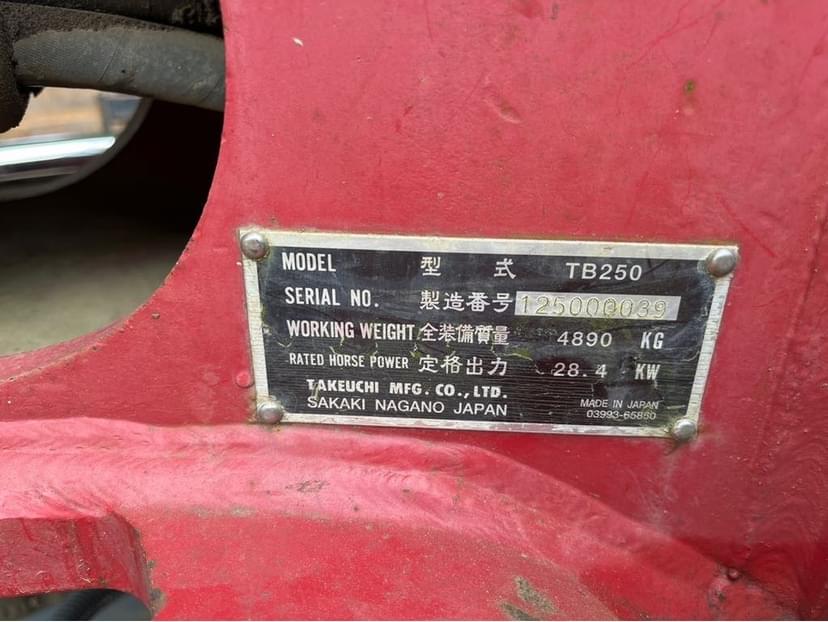 MODEL 型 式 TB250
SERIAL NO. 製造番号 125000039
WORKING WEIGHT 全装備質量 4890 KG
RATED HORSE POWER 定格出力 28.4 KW
TAKEUCHI MFG. CO., LTD.
SAKAKI NAGANO JAPAN
MADE IN JAPAN
03993-65860